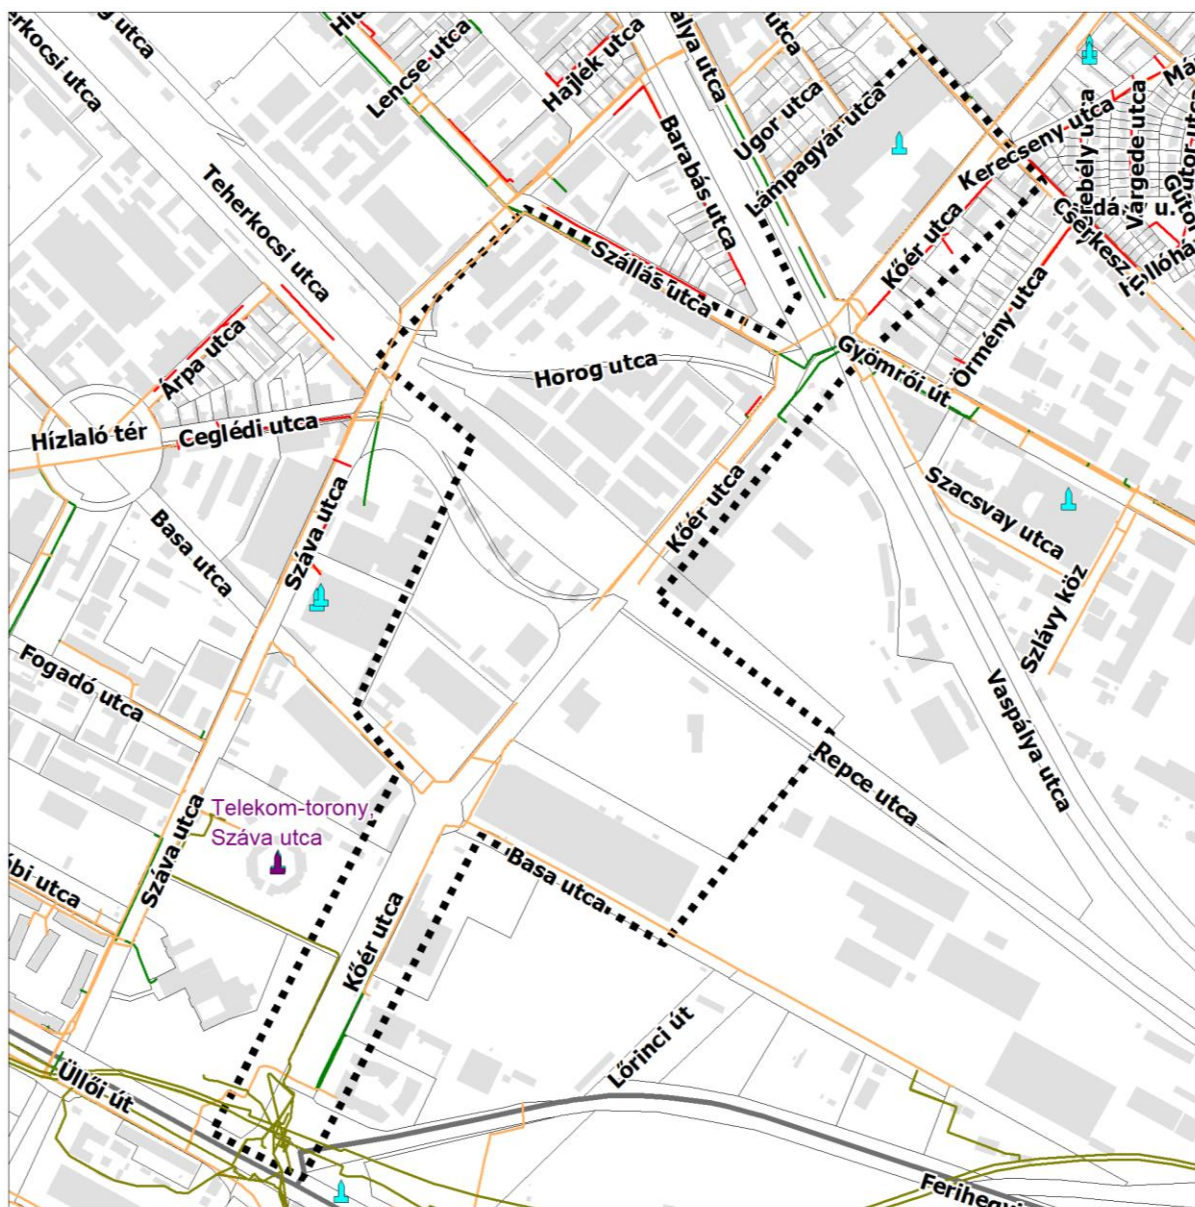 utca
Lencse utca
Hajlék utca
utca
utca
Teherkocsi utca
Barabás utca
Ugor utca
Lámpagyár utca
Kerecseny utca
Vargede utca
Kőér utca
Szállás utca
Árpa utca
Horog utca
Gyömrői út
Örmény utca
Hízlaló tér
Ceglédi utca
Basa utca
Száva utca
Kőér utca
Szacsvay utca
Szlávy köz
Fogadó utca
Vaspálya utca
Repce utca
Telekom-torony,
Száva utca
Száva utca
Basa utca
Kőér utca
Lőrinci út
Üllői út